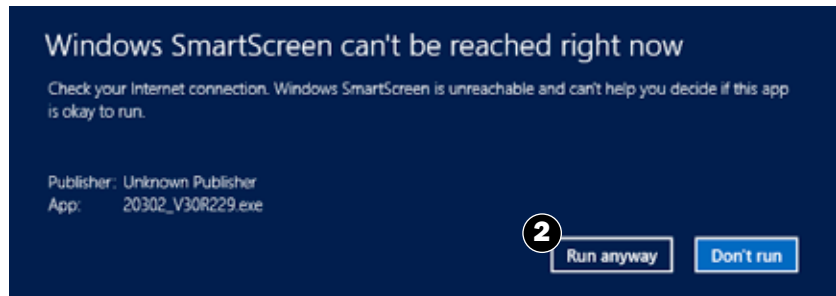 Windows SmartScreen can't be reached right now
Check your Internet connection. Windows SmartScreen is unreachable and can't help you decide if this app
is okay to run.
Publisher: Unknown Publisher
App: 20302_V30R229.exe
2
Run anyway Don't run